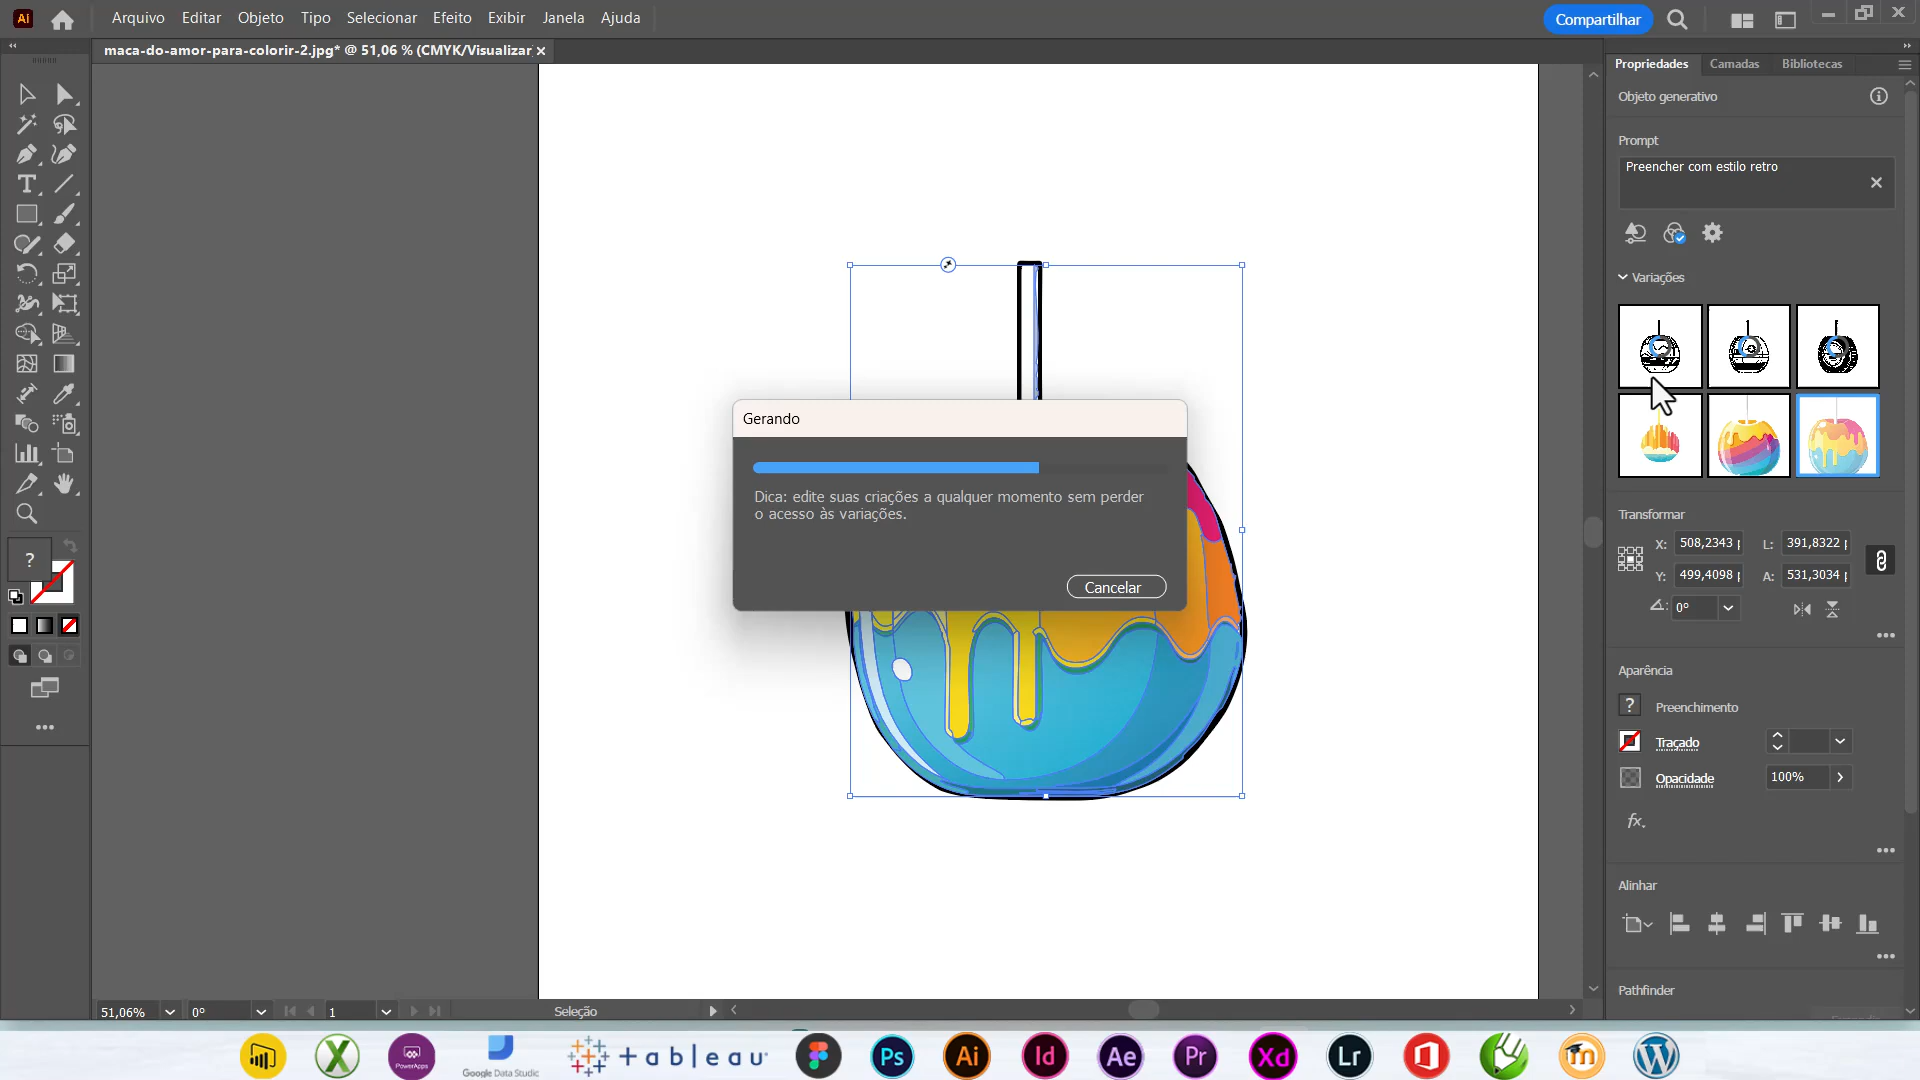 Ai Arquivo Editar Objeto Tipo Selecionar Efeito Exibir Janela Ajuda Compartilhar
maca-do-amor-para-colorir-2.jpg* @ 51,06 % (CMYK/Visualizar
Propriedades Camadas Bibliotecas
Objeto generativo
Prompt
Preencher com estilo retro
Variações
Gerando
Dica: edite suas criações a qualquer momento sem perder
o acesso às variações.
Cancelar
Transformar
X: 508,2343 L: 391,8322
Y: 499,4098 A: 531,3034
0°
Aparência
? Preenchimento
Traçado
Opacidade 100%
fx.
Alinhar
Pathfinder
?
51,06% 0° 1 Seleção
PowerApps Google Data Studio + a b l e a u Ps Ai Id Ae Pr Xd Lr